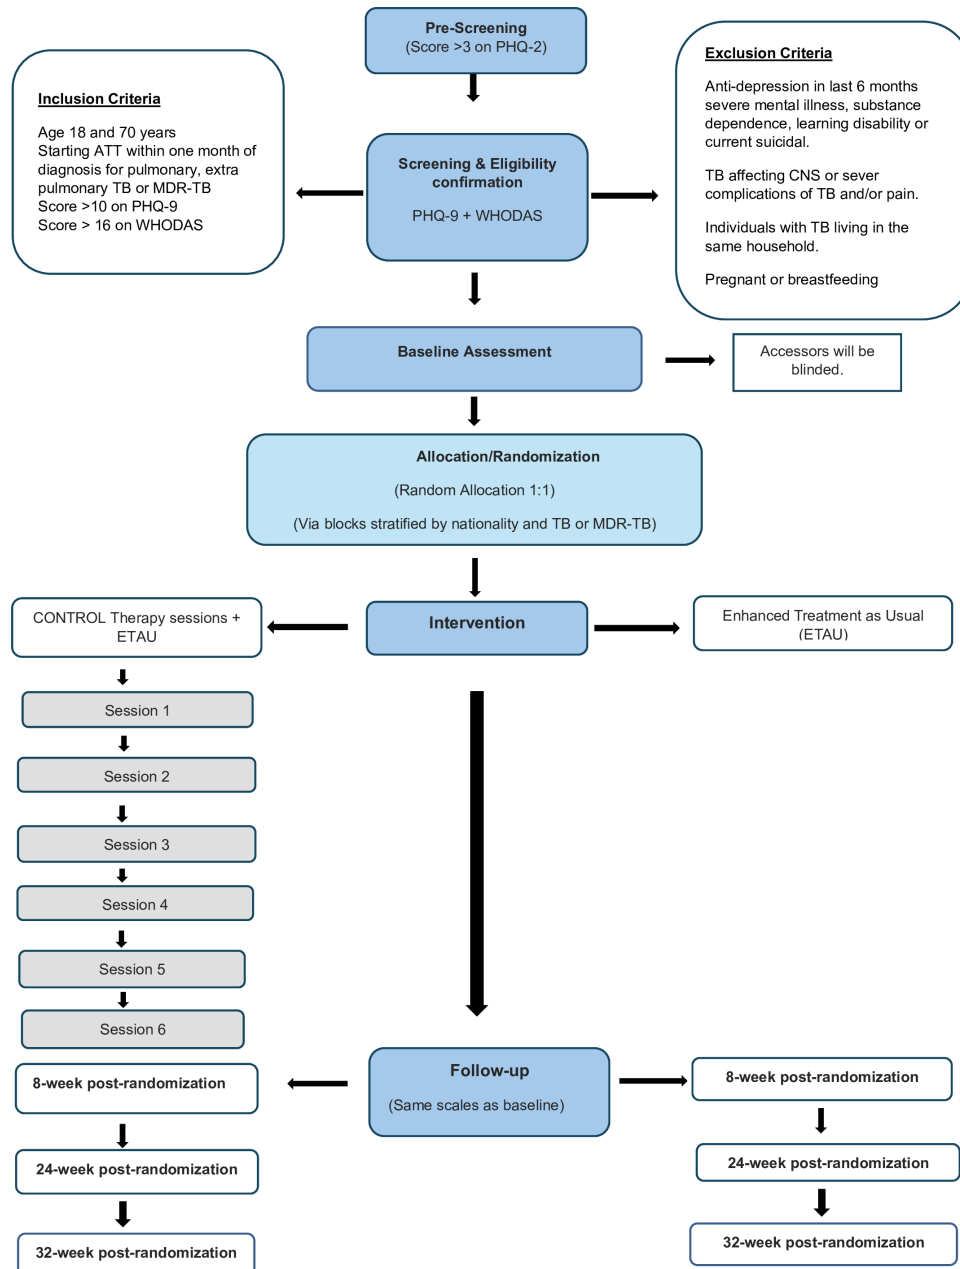 Pre-Screening
(Score >3 on PHQ-2)
Inclusion Criteria
Age 18 and 70 years
Starting ATT within one month of
diagnosis for pulmonary, extra
pulmonary TB or MDR-TB
Score >10 on PHQ-9
Score > 16 on WHODAS
Screening & Eligibility
confirmation
PHQ-9 + WHODAS
Exclusion Criteria
Anti-depression in last 6 months
severe mental illness, substance
dependence, learning disability or
current suicidal.
TB affecting CNS or sever
complications of TB and/or pain.
Individuals with TB living in the
same household.
Pregnant or breastfeeding
Baseline Assessment
Accessors will be
blinded.
Allocation/Randomization
(Random Allocation 1:1)
(Via blocks stratified by nationality and TB or MDR-TB)
CONTROL Therapy sessions +
ETAU
Intervention
Enhanced Treatment as Usual
(ETAU)
Session 1
Session 2
Session 3
Session 4
Session 5
Session 6
Follow-up
(Same scales as baseline)
8-week post-randomization
24-week post-randomization
32-week post-randomization
8-week post-randomization
24-week post-randomization
32-week post-randomization